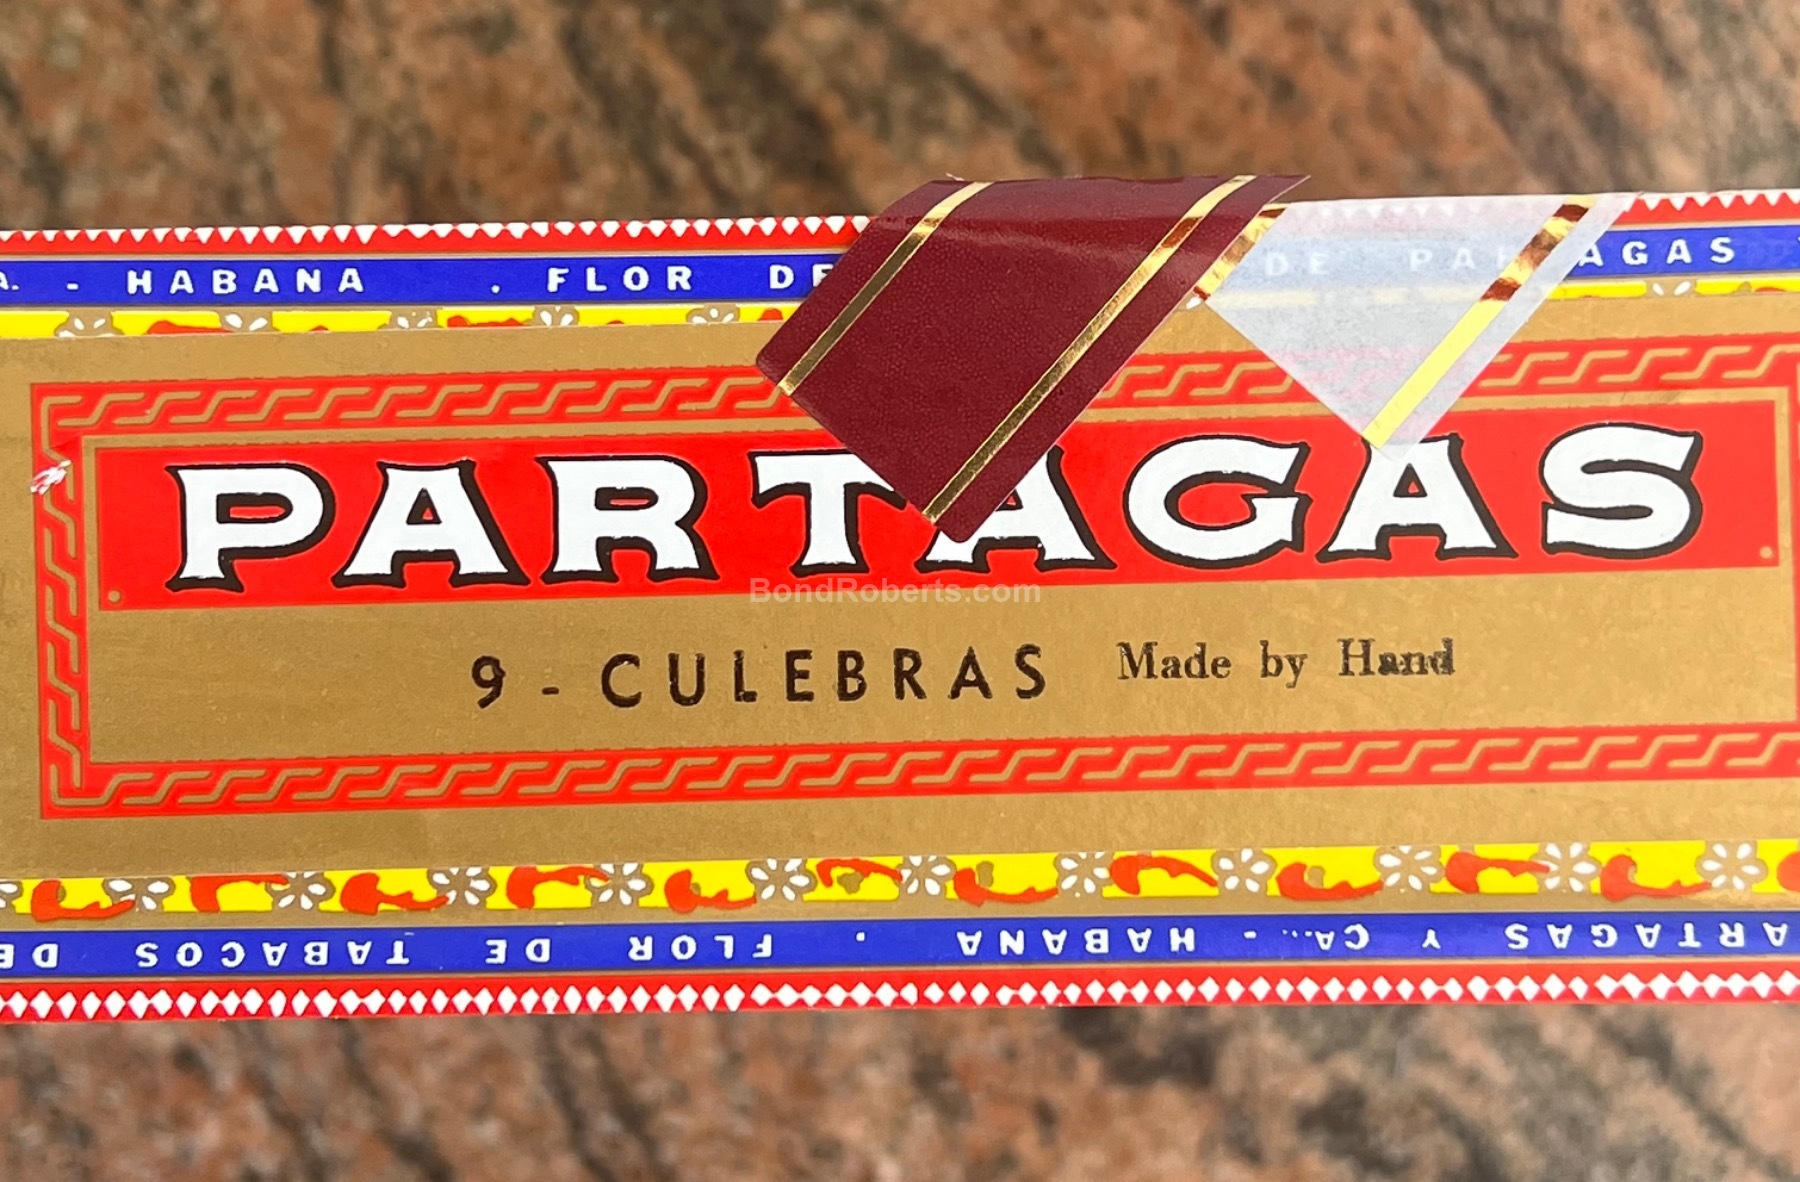 A. - HABANA . FLOR DE DE PARTAGAS
PARTAGAS
BondRoberts.com
9 - CULEBRAS Made by Hand
ARTAGAS Y CA... - HABANA . FLOR DE TABACOS DE